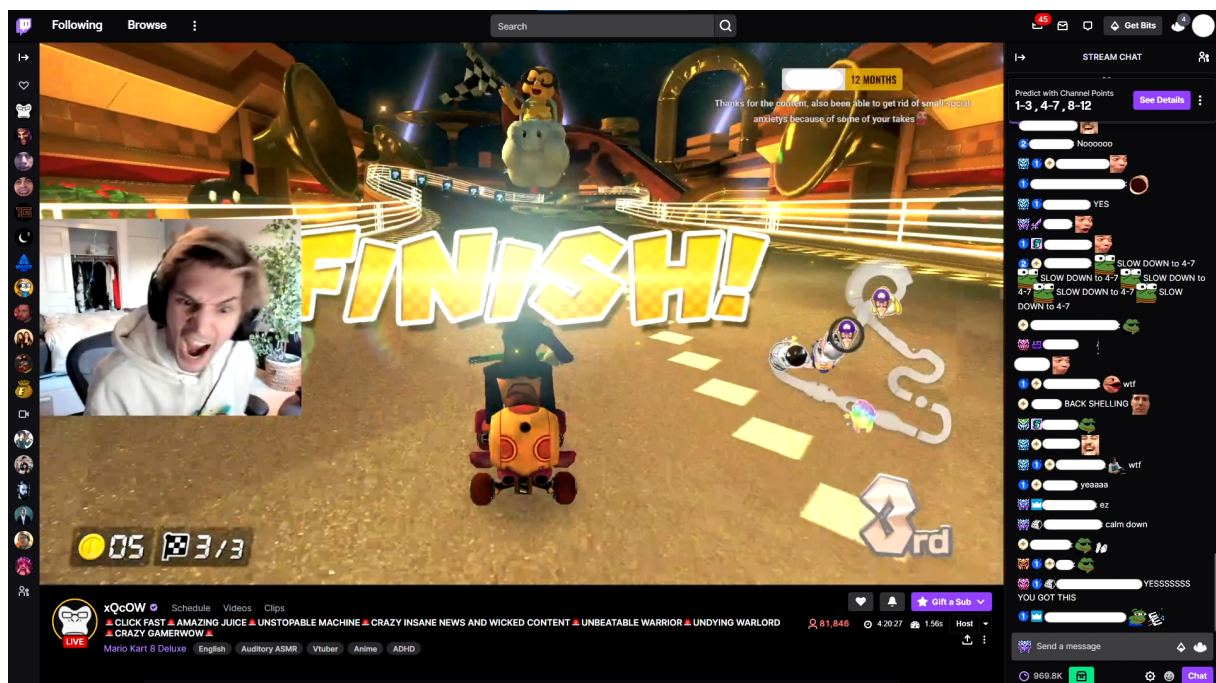 Following
Browse
Search
45
Get Bits
4
12 MONTHS
Thanks for the content, also been able to get rid of small social
anxietys because of some of your takes
FINISH!
05
3/3
3rd
xQcOW
Schedule
Videos
Clips
CLICK FAST AMAZING JUICE UNSTOPABLE MACHINE CRAZY INSANE NEWS AND WICKED CONTENT UNBEATABLE WARRIOR UNDYING WARLORD
CRAZY GAMERWOW
LIVE
Mario Kart 8 Deluxe
English
Auditory ASMR
Vtuber
Anime
ADHD
Gift a Sub
81,846
4:20:27
1.56s
Host
STREAM CHAT
Predict with Channel Points
1-3 , 4-7 , 8-12
See Details
Noooooo
YES
SLOW DOWN to 4-7
SLOW DOWN to 4-7 SLOW DOWN to
4-7 SLOW DOWN to 4-7 SLOW
DOWN to 4-7
wtf
BACK SHELLING
wtf
yeaaaa
ez
: calm down
YESSSSSSS
YOU GOT THIS
Send a message
969.8K
Chat